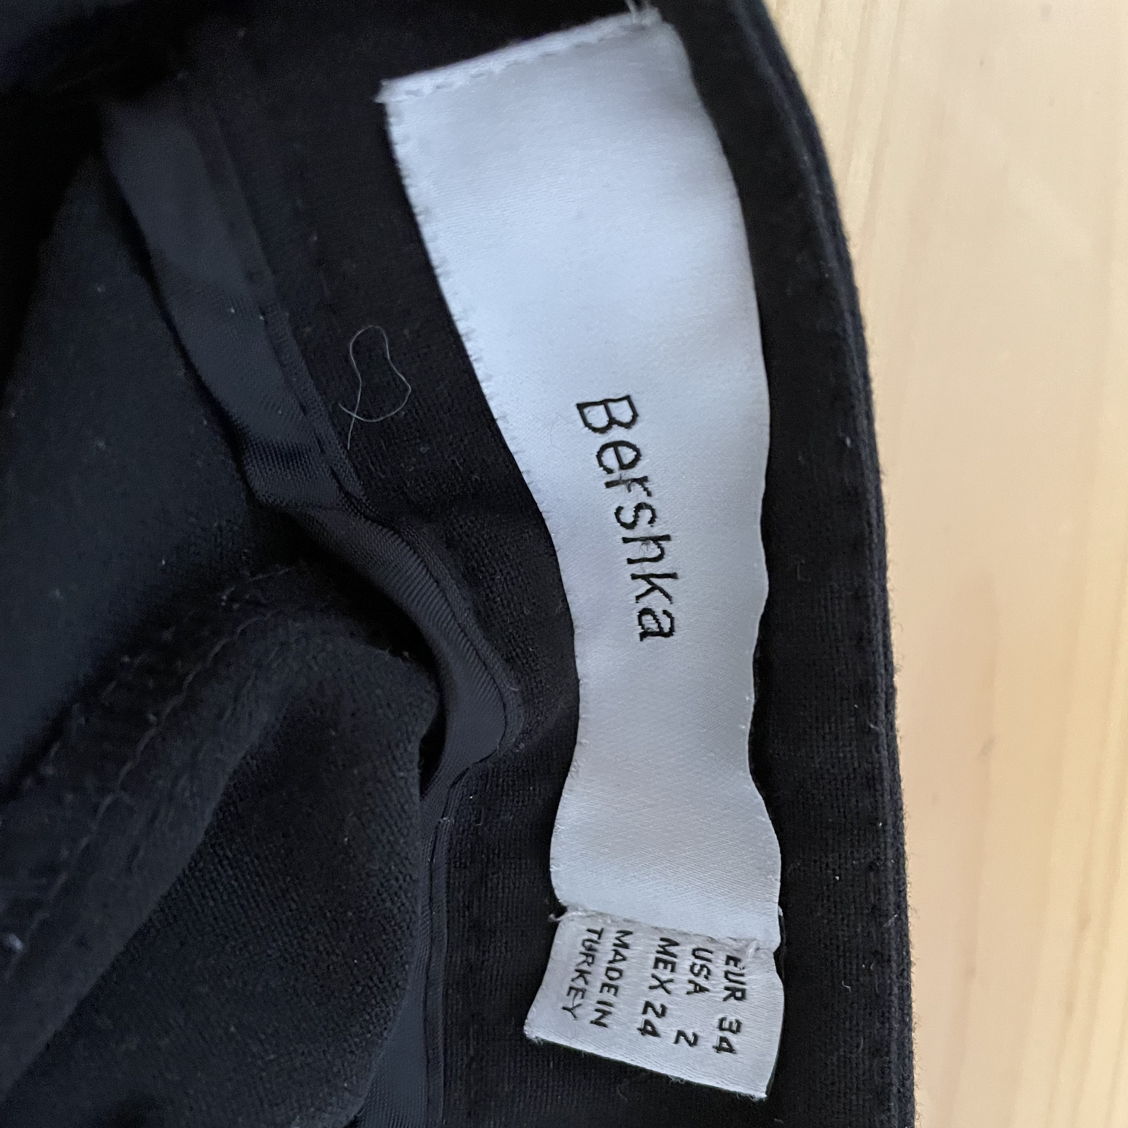 Bershka
EUR 34
USA 2
MEX 24
MADE IN
TURKEY